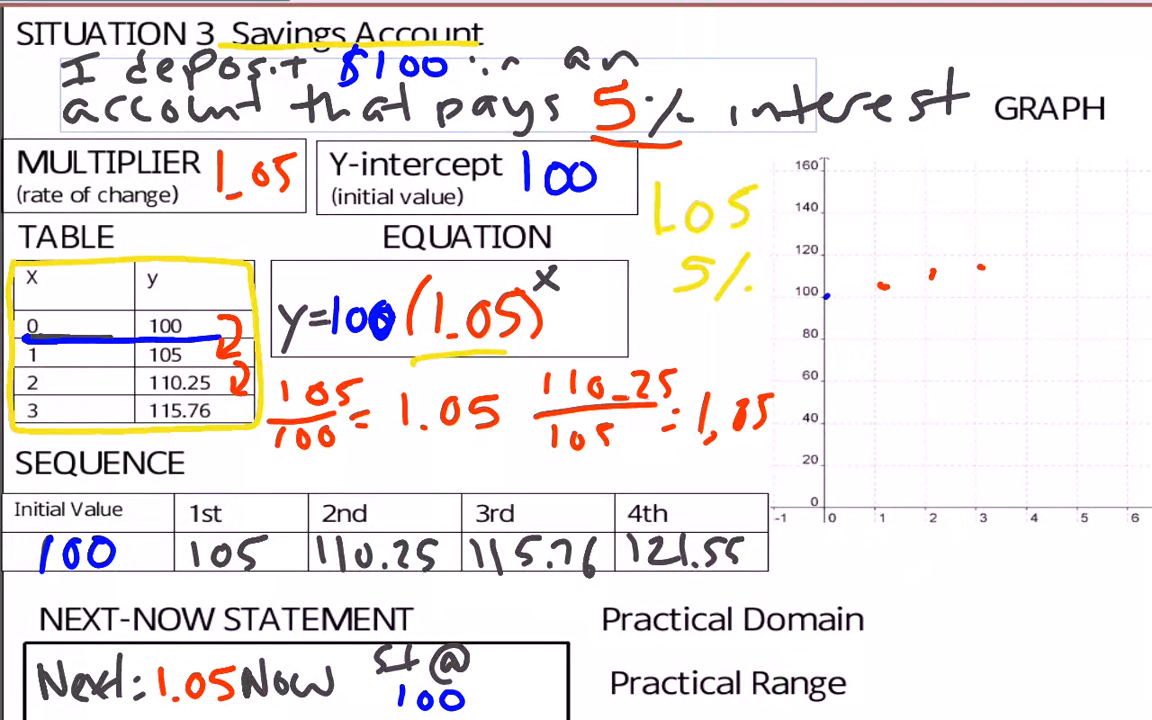 SITUATION 3 Savings Account
I deposit $100 in an
account that pays 5% interest
GRAPH
MULTIPLIER 1.05
(rate of change)
Y-intercept 100
(initial value)
1.05
5%
TABLE
EQUATION
x y
0 100
1 105
2 110.25
3 115.76
y=100(1.05)^x
105/100 = 1.05
110.25/105 = 1.05
160
140
120
100
80
60
40
20
0
-1 0 1 2 3 4 5 6
SEQUENCE
Initial Value 1st 2nd 3rd 4th
100 105 110.25 115.76 121.55
NEXT-NOW STATEMENT
Next = 1.05 Now st @
100
Practical Domain
Practical Range